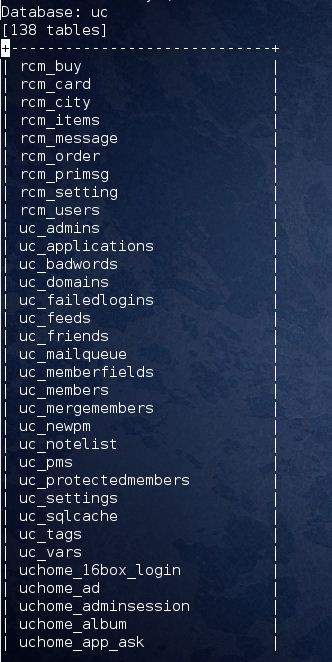 Database: uc
[138 tables]
+-----------------------------+
| rcm_buy |
| rcm_card |
| rcm_city |
| rcm_items |
| rcm_message |
| rcm_order |
| rcm_primsg |
| rcm_setting |
| rcm_users |
| uc_admins |
| uc_applications |
| uc_badwords |
| uc_domains |
| uc_failedlogins |
| uc_feeds |
| uc_friends |
| uc_mailqueue |
| uc_memberfields |
| uc_members |
| uc_mergemembers |
| uc_newpm |
| uc_notelist |
| uc_pms |
| uc_protectedmembers |
| uc_settings |
| uc_sqlcache |
| uc_tags |
| uc_vars |
| uchome_16box_login |
| uchome_ad |
| uchome_adminsession |
| uchome_album |
| uchome_app_ask |